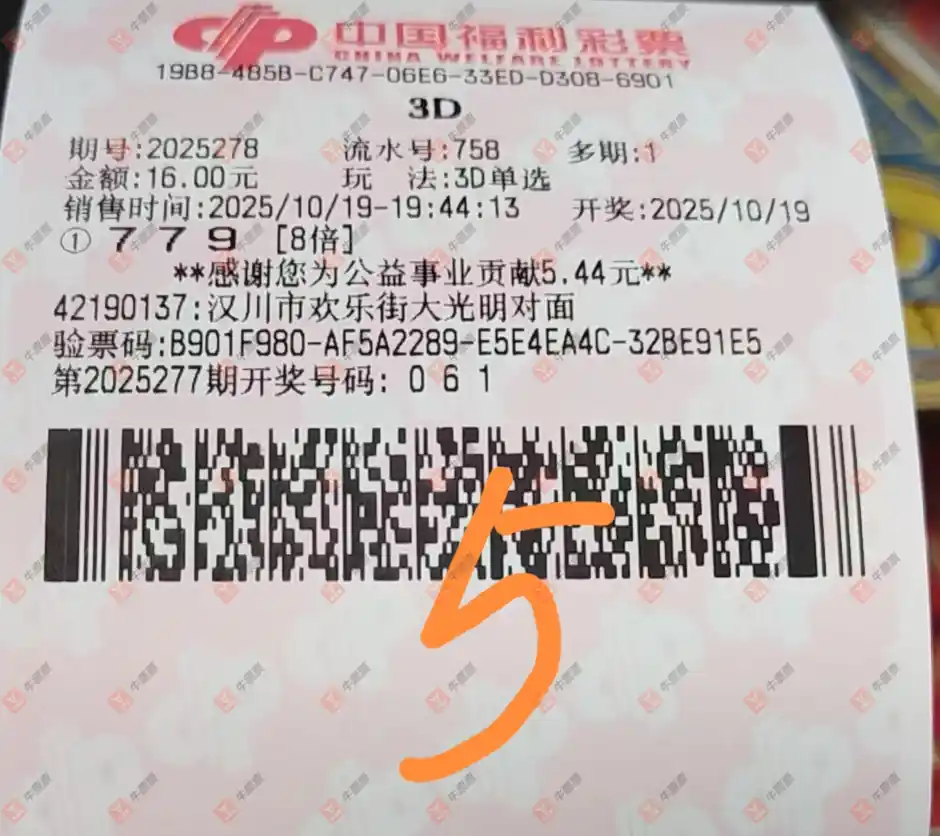 中国福利彩票
CHINA WELFARE LOTTERY
19B8-485B-C747-06E6-33ED-D308-6901
3D
期号:2025278 流水号:758 多期:1
金额:16.00元 玩 法:3D单选
销售时间:2025/10/19-19:44:13 开奖:2025/10/19
① 7 7 9 [8倍]
**感谢您为公益事业贡献5.44元**
42190137:汉川市欢乐街大光明对面
验票码:B901F980-AF5A2289-E5E4EA4C-32BE91E5
第2025277期开奖号码: 0 6 1
5